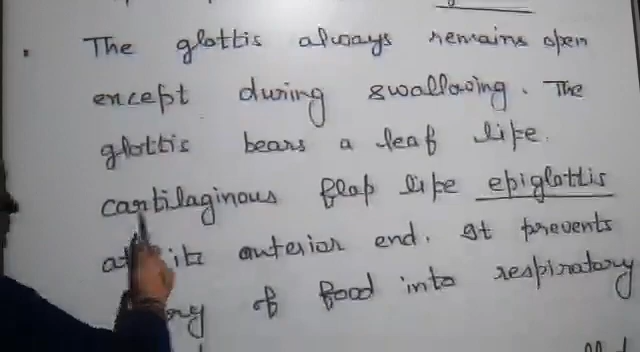 The glottis always remains open
except during swallowing. The
glottis bears a leaf like.
cartilaginous flap like epiglottis
at its anterior end. It prevents
of food into respiratory